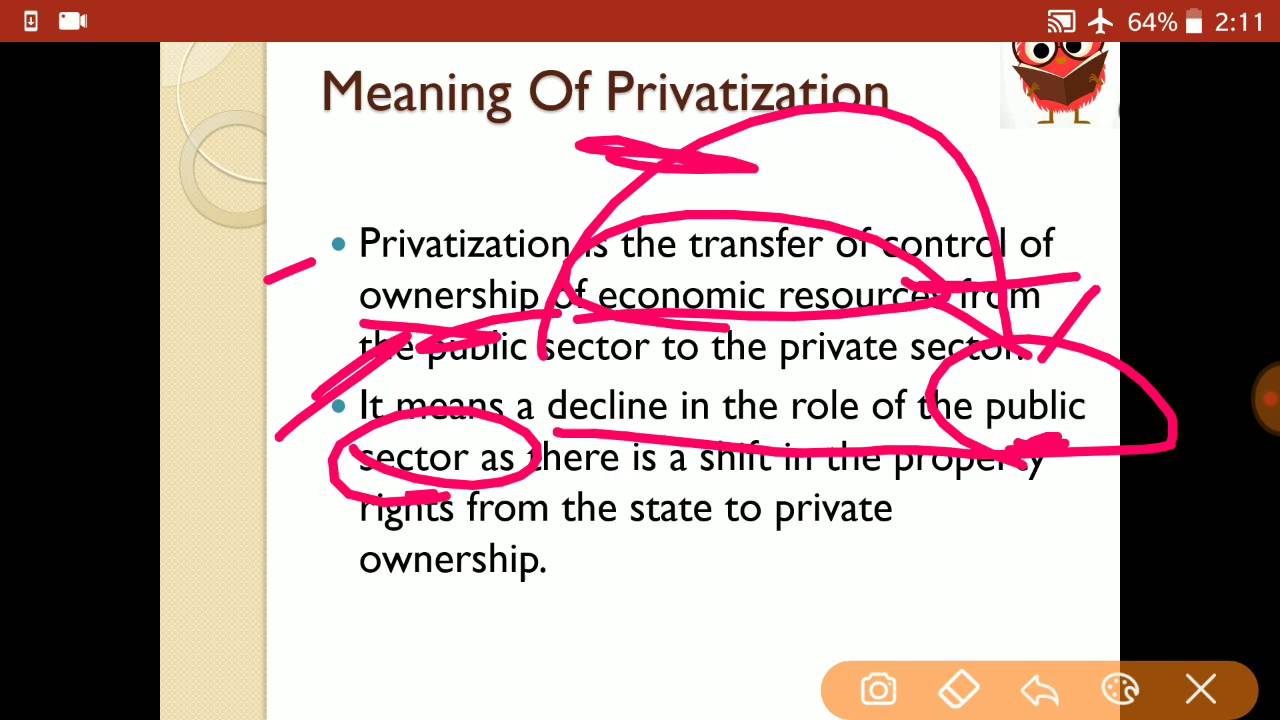 64% 2:11
Meaning Of Privatization
Privatization is the transfer of control of
ownership of economic resources from
the public sector to the private sector.
It means a decline in the role of the public
sector as there is a shift in the property
rights from the state to private
ownership.